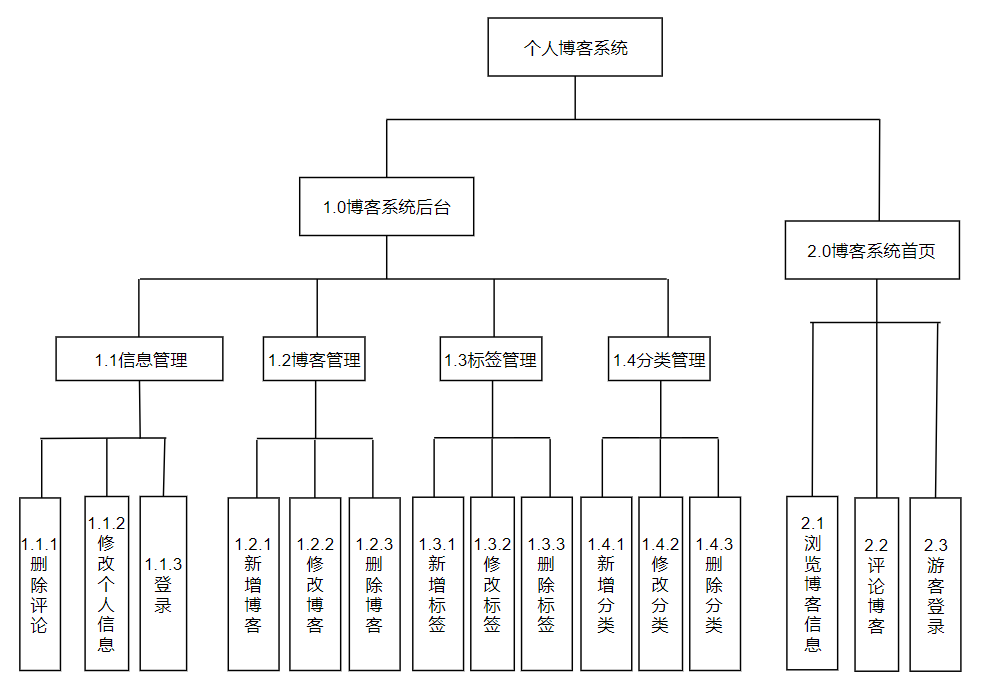 个人博客系统
1.0博客系统后台
2.0博客系统首页
1.1信息管理
1.2博客管理
1.3标签管理
1.4分类管理
1.1.1删除评论
1.1.2修改个人信息
1.1.3登录
1.2.1新增博客
1.2.2修改博客
1.2.3删除博客
1.3.1新增标签
1.3.2修改标签
1.3.3删除标签
1.4.1新增分类
1.4.2修改分类
1.4.3删除分类
2.1浏览博客信息
2.2评论博客
2.3游客登录